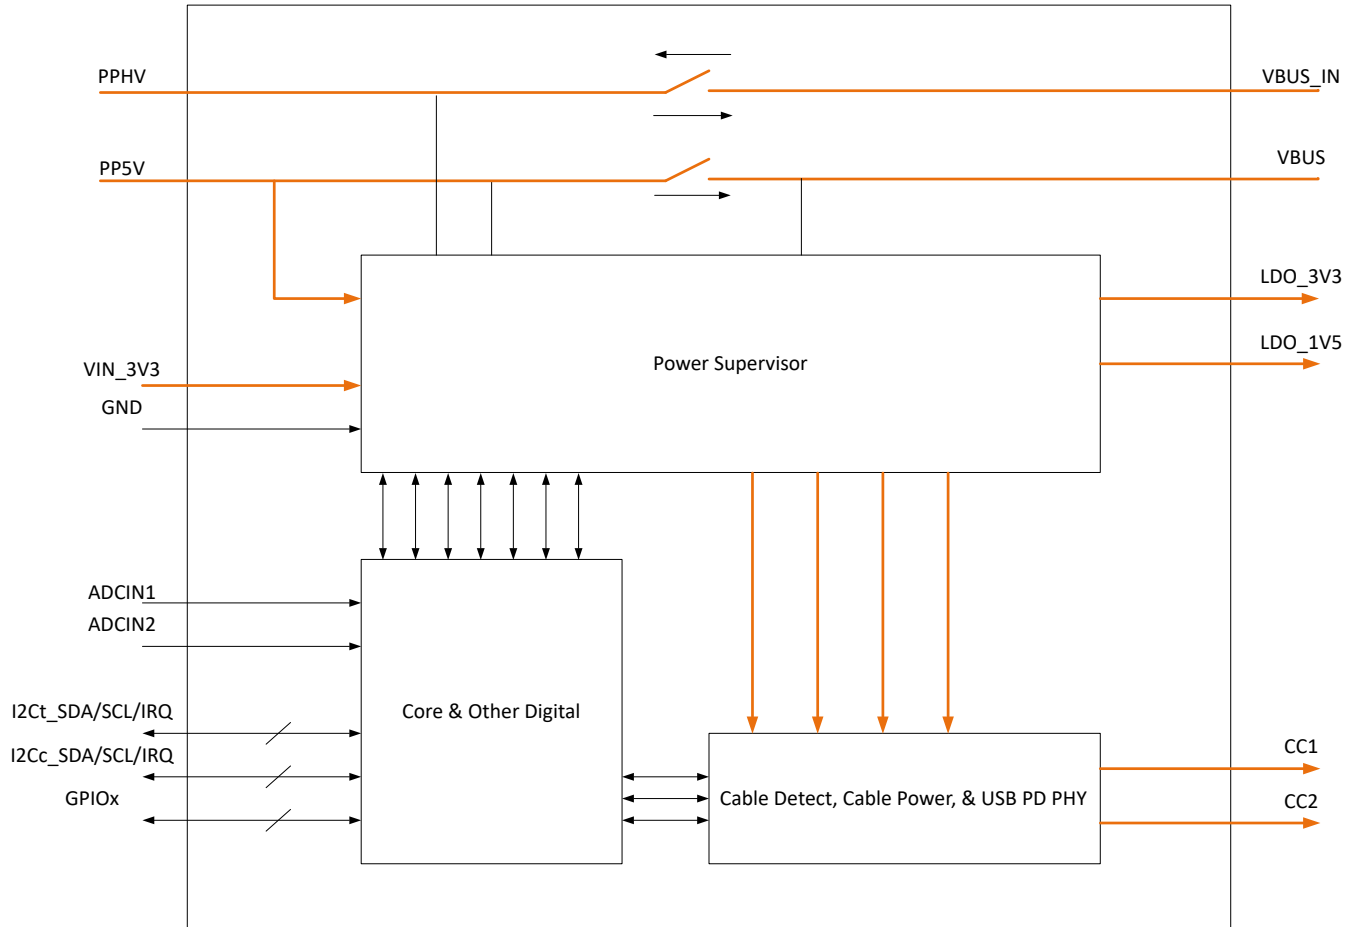 PPHV
VBUS_IN
PP5V
VBUS
LDO_3V3
Power Supervisor
LDO_1V5
VIN_3V3
GND
ADCIN1
ADCIN2
Core & Other Digital
I2Ct_SDA/SCL/IRQ
I2Cc_SDA/SCL/IRQ
GPIOx
Cable Detect, Cable Power, & USB PD PHY
CC1
CC2